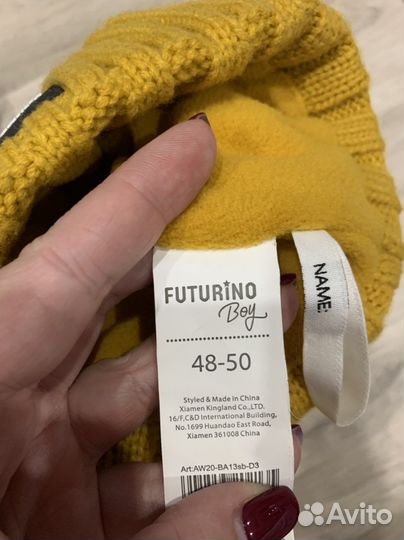 FUTURINO
Boy
48-50
Styled & Made in China
Xiamen Kingland Co.,LTD.
16/F,C&D International Building,
No.1699 Huandao East Road,
Xiamen 361008 China
Art:AW20-BA13sb-D3
NAME:
Avito